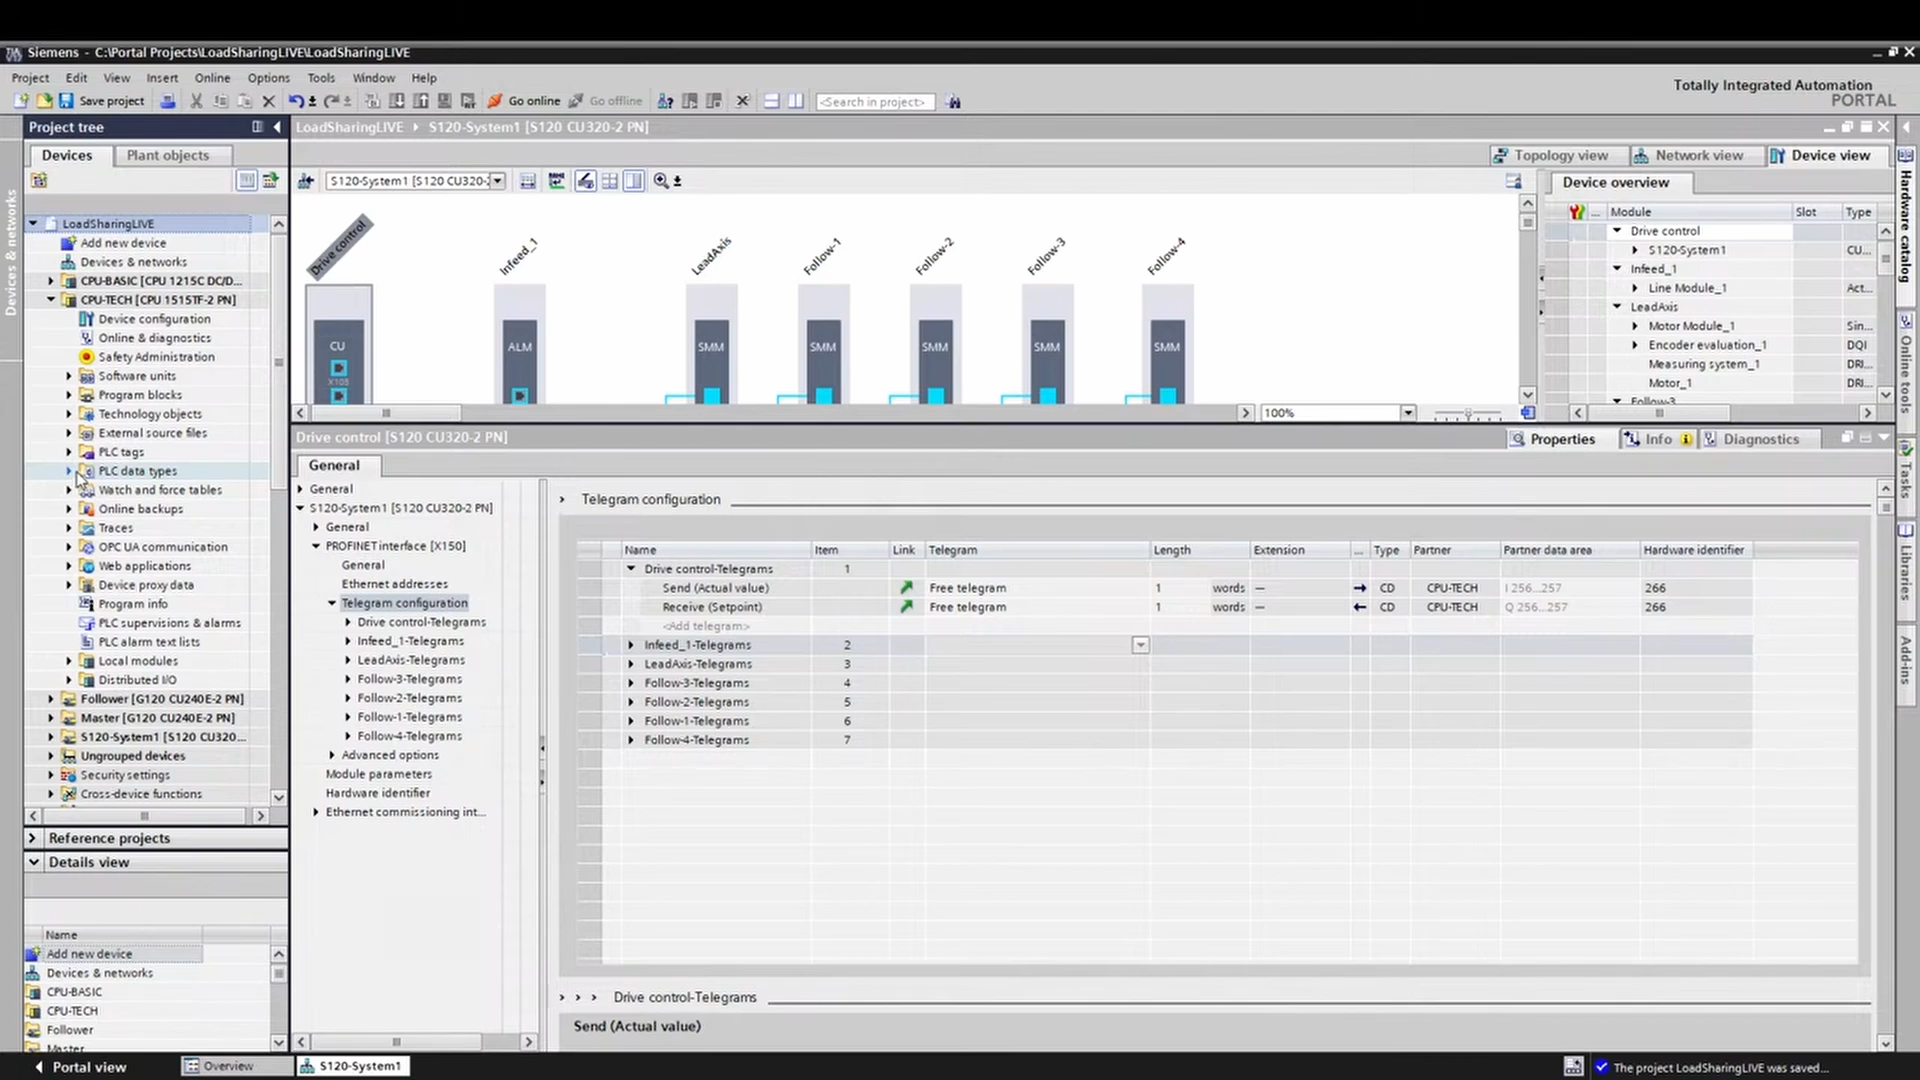 Siemens - C:\Portal Projects\LoadSharingLIVE\LoadSharingLIVE
Project Edit View Insert Online Options Tools Window Help
Totally Integrated Automation
PORTAL
Save project Go online Go offline <Search in project>
Project tree
LoadSharingLIVE S120-System1 [S120 CU320-2 PN]
Devices Plant objects
Topology view Network view Device view
Devices & networks
S120-System1 [S120 CU320-2
Device overview
... Module Slot Type
Drive control
S120-System1 CU...
Infeed_1
Line Module_1 Act...
LeadAxis
Motor Module_1 Sin...
Encoder evaluation_1 DQI
Measuring system_1 DRI...
Motor_1 DRI...
Follow-3
Hardware catalog
Online tools
Tasks
Libraries
Add-ins
LoadSharingLIVE
Add new device
Devices & networks
CPU-BASIC [CPU 1215C DC/D...
CPU-TECH [CPU 1515TF-2 PN]
Device configuration
Online & diagnostics
Safety Administration
Software units
Program blocks
Technology objects
External source files
PLC tags
PLC data types
Watch and force tables
Online backups
Traces
OPC UA communication
Web applications
Device proxy data
Program info
PLC supervisions & alarms
PLC alarm text lists
Local modules
Distributed I/O
Follower [G120 CU240E-2 PN]
Master [G120 CU240E-2 PN]
S120-System1 [S120 CU320...
Ungrouped devices
Security settings
Cross-device functions
Reference projects
Details view
Name
Add new device
Devices & networks
CPU-BASIC
CPU-TECH
Follower
Master
Drive control Infeed_1 LeadAxis Follow-1 Follow-2 Follow-3 Follow-4
CU ALM SMM SMM SMM SMM SMM
100%
Drive control [S120 CU320-2 PN]
Properties Info Diagnostics
General
General
S120-System1 [S120 CU320-2 PN]
General
PROFINET interface [X150]
General
Ethernet addresses
Telegram configuration
Drive control-Telegrams
Infeed_1-Telegrams
LeadAxis-Telegrams
Follow-3-Telegrams
Follow-2-Telegrams
Follow-1-Telegrams
Follow-4-Telegrams
Advanced options
Module parameters
Hardware identifier
Ethernet commissioning int...
Telegram configuration
Name Item Link Telegram Length Extension ... Type Partner Partner data area Hardware identifier
Drive control-Telegrams 1
Send (Actual value) Free telegram 1 words — CD CPU-TECH I 256...257 266
Receive (Setpoint) Free telegram 1 words — CD CPU-TECH Q 256...257 266
<Add telegram>
Infeed_1-Telegrams 2
LeadAxis-Telegrams 3
Follow-3-Telegrams 4
Follow-2-Telegrams 5
Follow-1-Telegrams 6
Follow-4-Telegrams 7
Drive control-Telegrams
Send (Actual value)
Portal view Overview S120-System1
The project LoadSharingLIVE was saved...